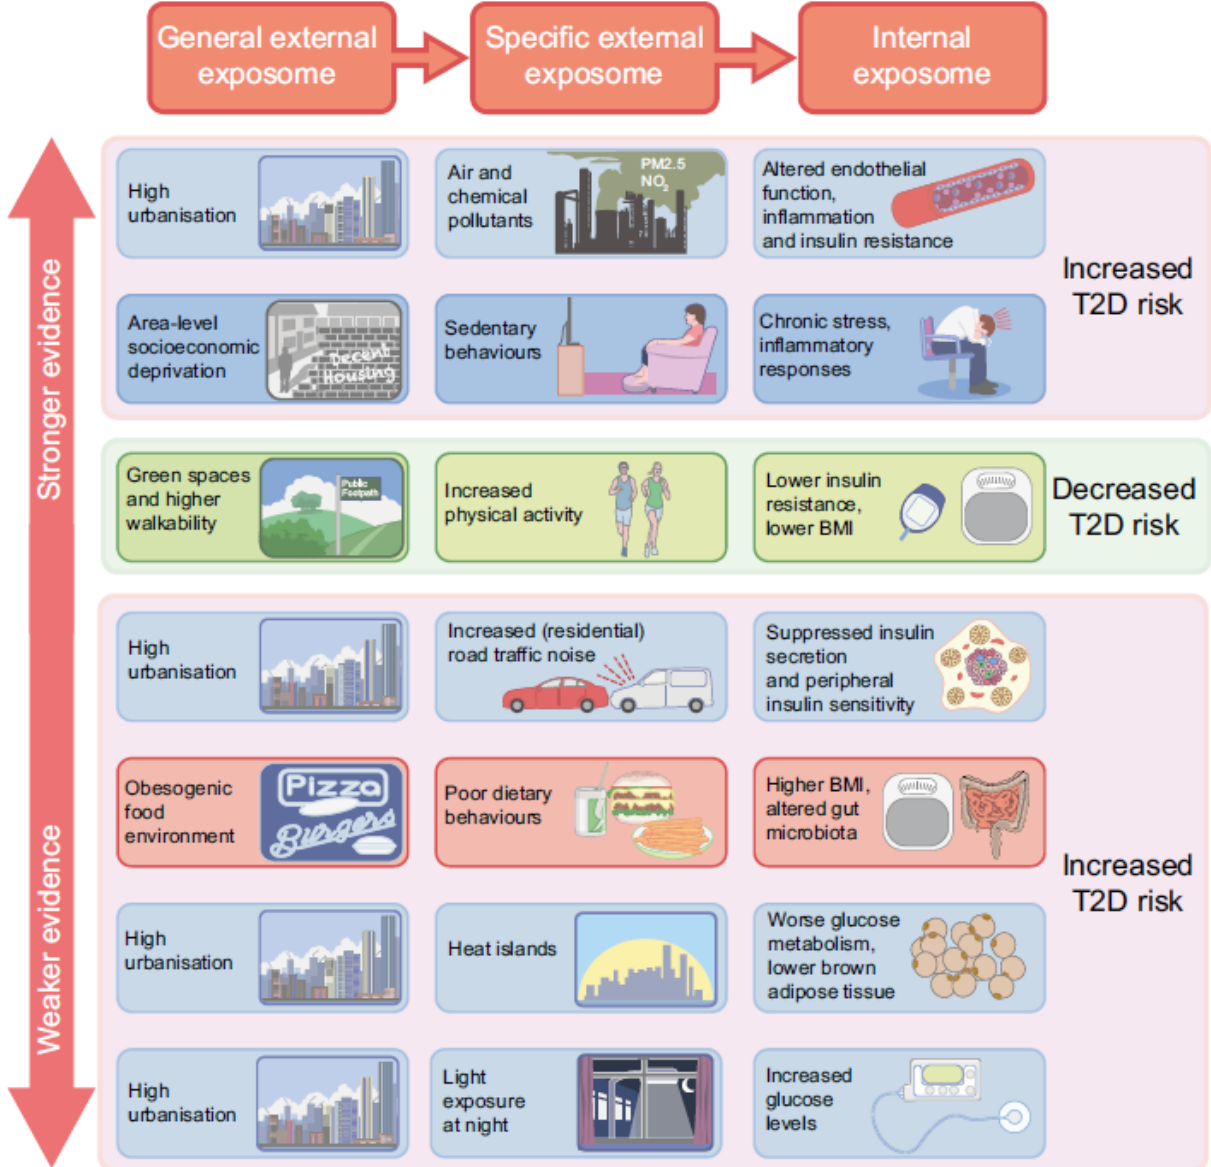 General external
exposome
Specific external
exposome
Internal
exposome
Stronger evidence
Weaker evidence
High
urbanisation
Air and
chemical
pollutants
PM2.5
NO2
Altered endothelial
function,
inflammation
and insulin resistance
Area-level
socioeconomic
deprivation
Decent
Housing
Sedentary
behaviours
Chronic stress,
inflammatory
responses
Increased
T2D risk
Green spaces
and higher
walkability
Public
Footpath
Increased
physical activity
Lower insulin
resistance,
lower BMI
Decreased
T2D risk
High
urbanisation
Increased (residential)
road traffic noise
Suppressed insulin
secretion
and peripheral
insulin sensitivity
Obesogenic
food
environment
Pizza
Burgers
Poor dietary
behaviours
Higher BMI,
altered gut
microbiota
High
urbanisation
Heat islands
Worse glucose
metabolism,
lower brown
adipose tissue
High
urbanisation
Light
exposure
at night
Increased
glucose
levels
Increased
T2D risk